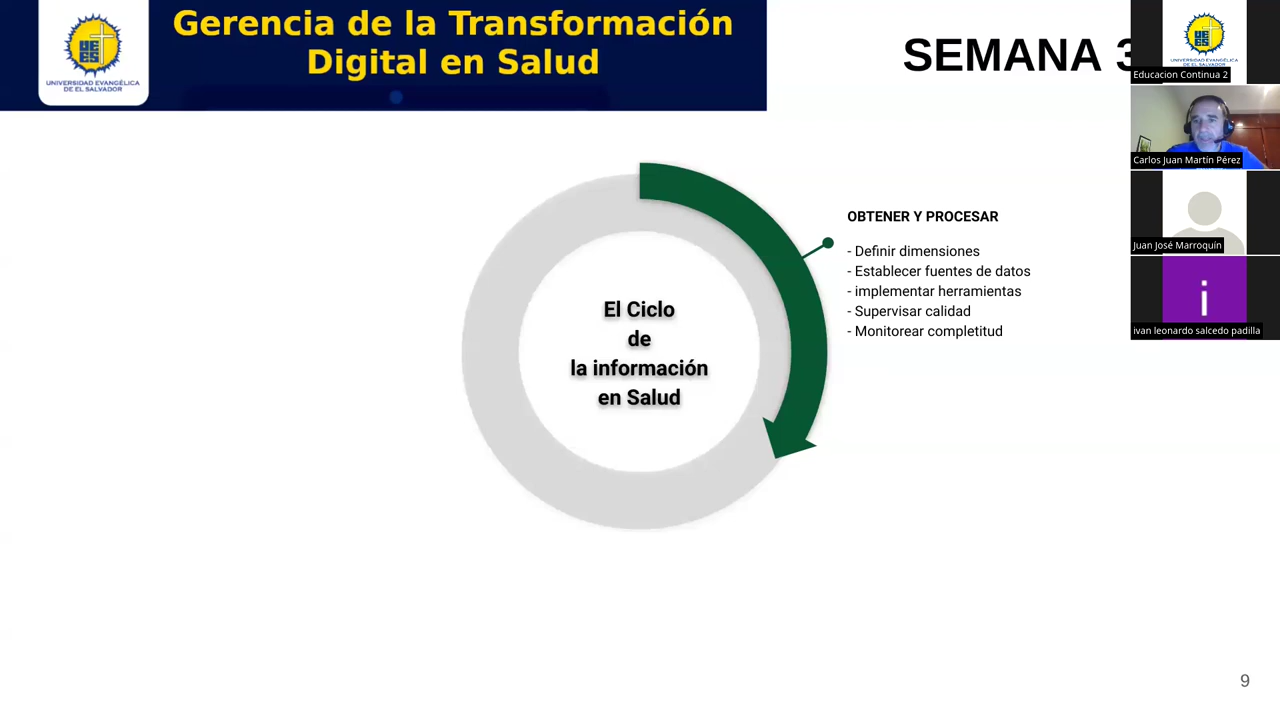 Gerencia de la Transformación
Digital en Salud
UNIVERSIDAD EVANGÉLICA
DE EL SALVADOR
SEMANA 3
UNIVERSIDAD EVANGÉLICA
Educacion Continua 2
Carlos Juan Martín Pérez
Juan José Marroquín
i
ivan leonardo salcedo padilla
OBTENER Y PROCESAR
- Definir dimensiones
- Establecer fuentes de datos
- implementar herramientas
- Supervisar calidad
- Monitorear completitud
El Ciclo
de
la información
en Salud
9